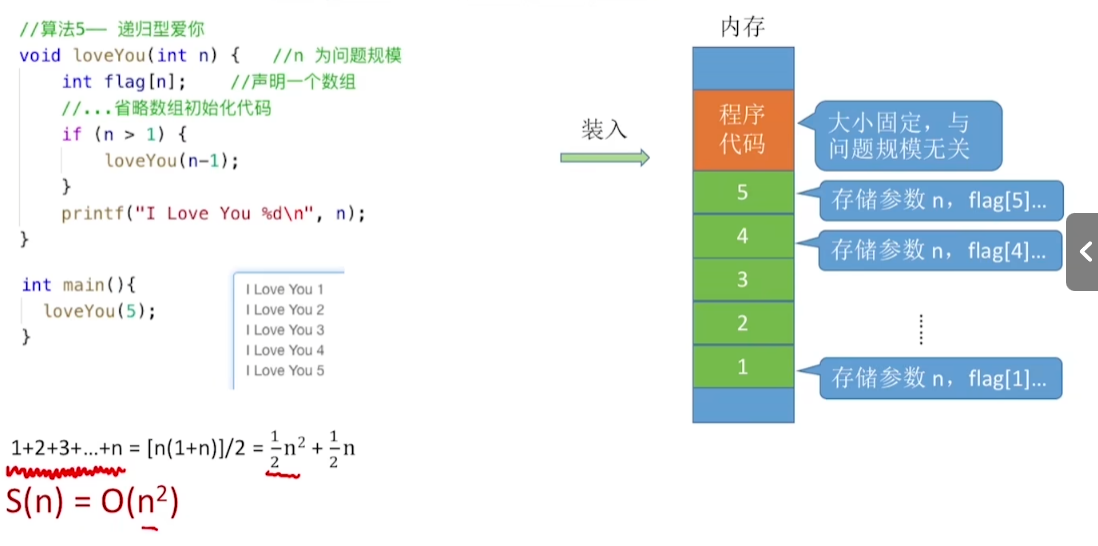 //算法5—— 递归型爱你
void loveYou(int n) {   //n 为问题规模
int flag[n];    //声明一个数组
//...省略数组初始化代码
if (n > 1) {
loveYou(n-1);
}
printf("I Love You %d\n", n);
}
int main(){
loveYou(5);
}
I Love You 1
I Love You 2
I Love You 3
I Love You 4
I Love You 5
1+2+3+...+n = [n(1+n)]/2 = 1/2 n² + 1/2 n
S(n) = O(n²)
装入
内存
程序
代码
大小固定，与
问题规模无关
5
存储参数 n，flag[5]...
4
存储参数 n，flag[4]...
3
2
1
存储参数 n，flag[1]...